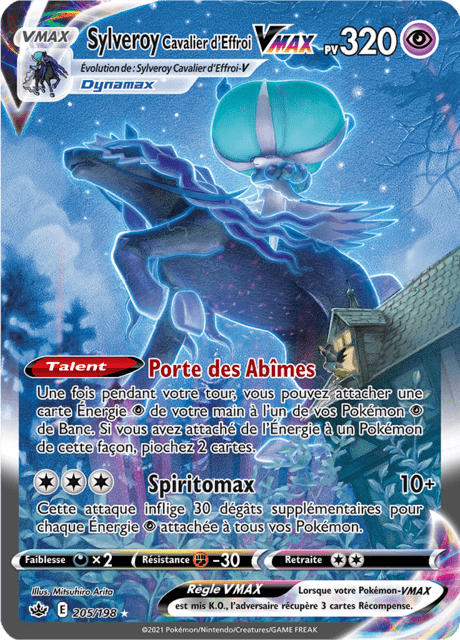 VMAX
Sylveroy Cavalier d'Effroi VMAX PV 320
Évolution de : Sylveroy Cavalier d'Effroi-V
Dynamax
Talent Porte des Abîmes
Une fois pendant votre tour, vous pouvez attacher une
carte Énergie de votre main à l'un de vos Pokémon
de Banc. Si vous avez attaché de l'Énergie à un Pokémon
de cette façon, piochez 2 cartes.
Spiritomax 10+
Cette attaque inflige 30 dégâts supplémentaires pour
chaque Énergie attachée à tous vos Pokémon.
Faiblesse ×2 Résistance -30 Retraite
Illus. Mitsuhiro Arita
Règle VMAX Lorsque votre Pokémon-VMAX
est mis K.O., l'adversaire récupère 3 cartes Récompense.
E 205/198
©2021 Pokémon/Nintendo/Creatures/GAME FREAK